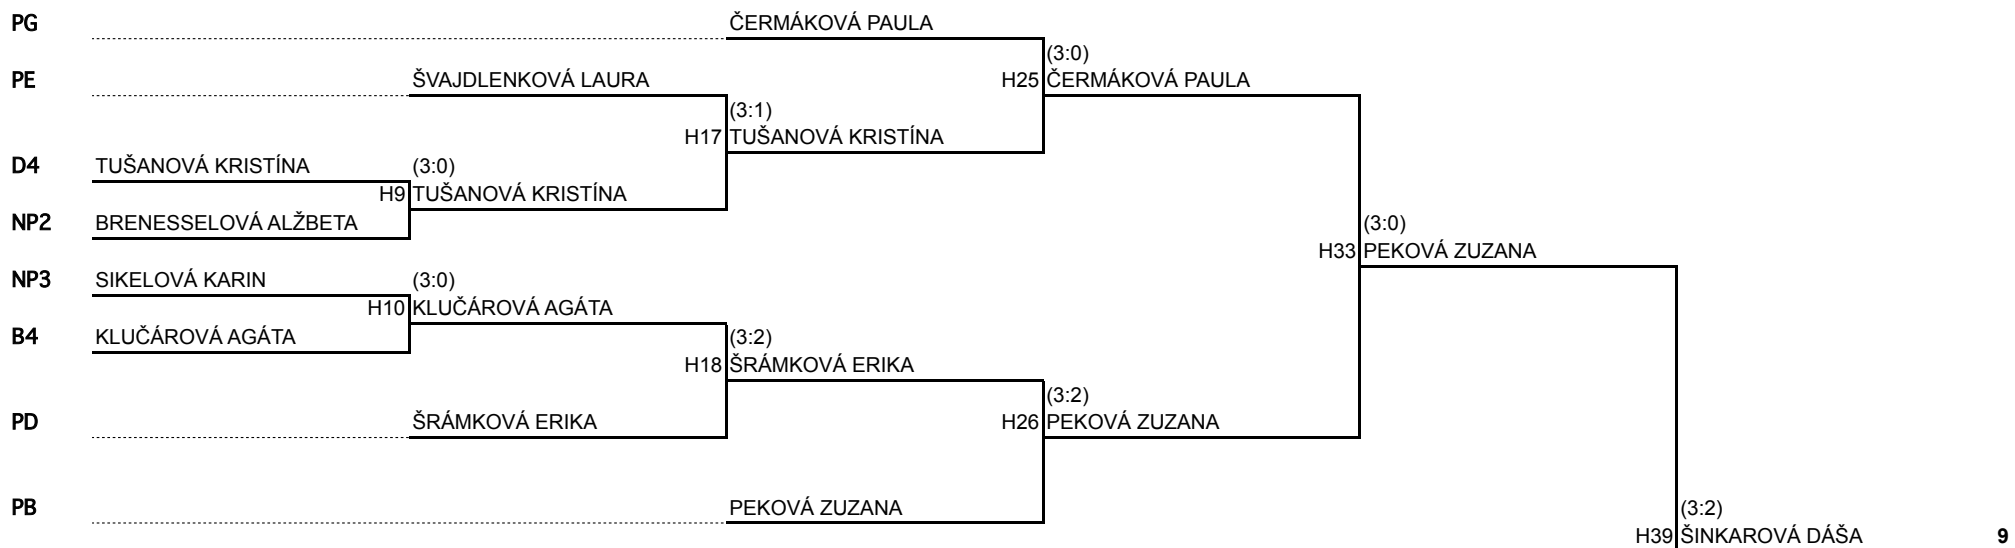 PG ČERMÁKOVÁ PAULA
(3:0)
PE ŠVAJDLENKOVÁ LAURA H25 ČERMÁKOVÁ PAULA
(3:1)
H17 TUŠANOVÁ KRISTÍNA
D4 TUŠANOVÁ KRISTÍNA (3:0)
H9 TUŠANOVÁ KRISTÍNA
NP2 BRENESSELOVÁ ALŽBETA (3:0)
H33 PEKOVÁ ZUZANA
NP3 SIKELOVÁ KARIN (3:0)
H10 KLUČÁROVÁ AGÁTA
B4 KLUČÁROVÁ AGÁTA (3:2)
H18 ŠRÁMKOVÁ ERIKA
(3:2)
PD ŠRÁMKOVÁ ERIKA H26 PEKOVÁ ZUZANA
PB PEKOVÁ ZUZANA (3:2)
H39 ŠINKAROVÁ DÁŠA 9